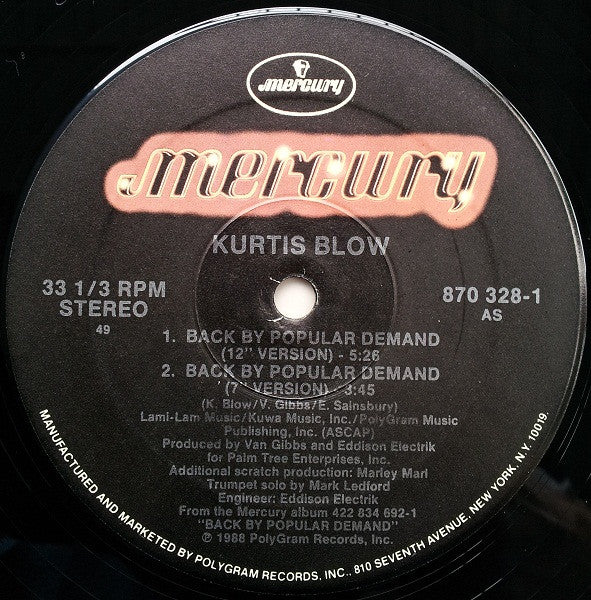 mercury
mercury
KURTIS BLOW
33 1/3 RPM
STEREO
49
870 328-1
AS
1. BACK BY POPULAR DEMAND
(12" VERSION) - 5:26
2. BACK BY POPULAR DEMAND
(7" VERSION) - 3:45
(K. Blow/V. Gibbs/E. Sainsbury)
Lami-Lam Music/Kuwa Music, Inc./PolyGram Music
Publishing, Inc. (ASCAP)
Produced by Van Gibbs and Eddison Electrik
for Palm Tree Enterprises, Inc.
Additional scratch production: Marley Marl
Trumpet solo by Mark Ledford
Engineer: Eddison Electrik
From the Mercury album 422 834 692-1
"BACK BY POPULAR DEMAND"
℗ 1988 PolyGram Records, Inc.
MANUFACTURED AND MARKETED BY POLYGRAM RECORDS, INC., 810 SEVENTH AVENUE, NEW YORK, N.Y. 10019.